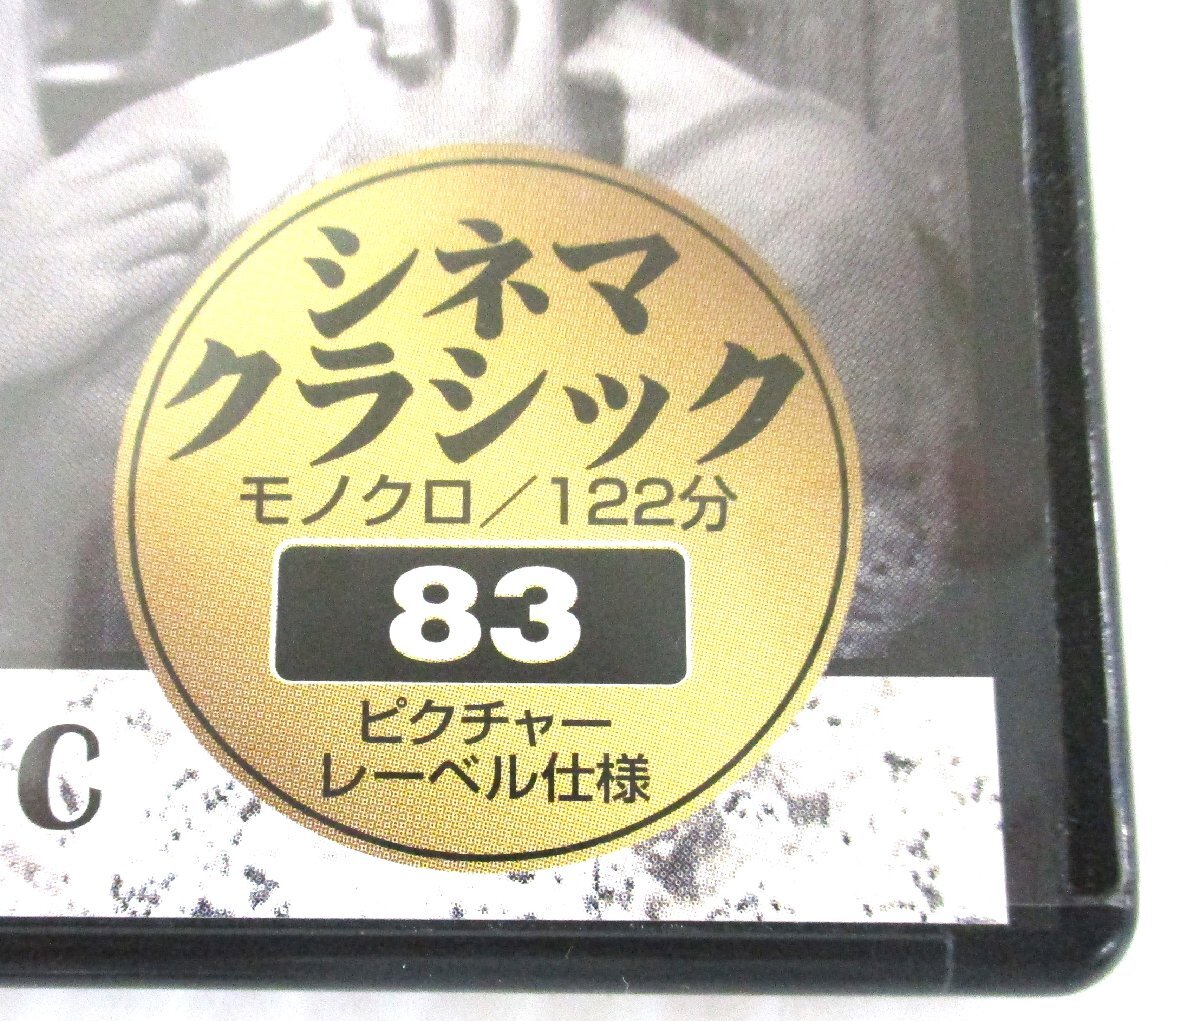 シネマ
クラシック
モノクロ／122分
83
ピクチャー
レーベル仕様
C